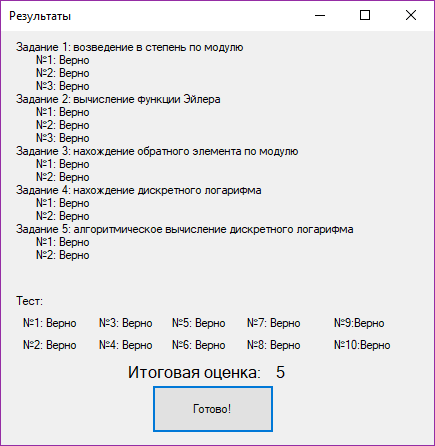 Результаты
Задание 1: возведение в степень по модулю
№1: Верно
№2: Верно
№3: Верно
Задание 2: вычисление функции Эйлера
№1: Верно
№2: Верно
№3: Верно
Задание 3: нахождение обратного элемента по модулю
№1: Верно
№2: Верно
Задание 4: нахождение дискретного логарифма
№1: Верно
№2: Верно
Задание 5: алгоритмическое вычисление дискретного логарифма
№1: Верно
№2: Верно
Тест:
№1: Верно №3: Верно №5: Верно №7: Верно №9:Верно
№2: Верно №4: Верно №6: Верно №8: Верно №10:Верно
Итоговая оценка: 5
Готово!